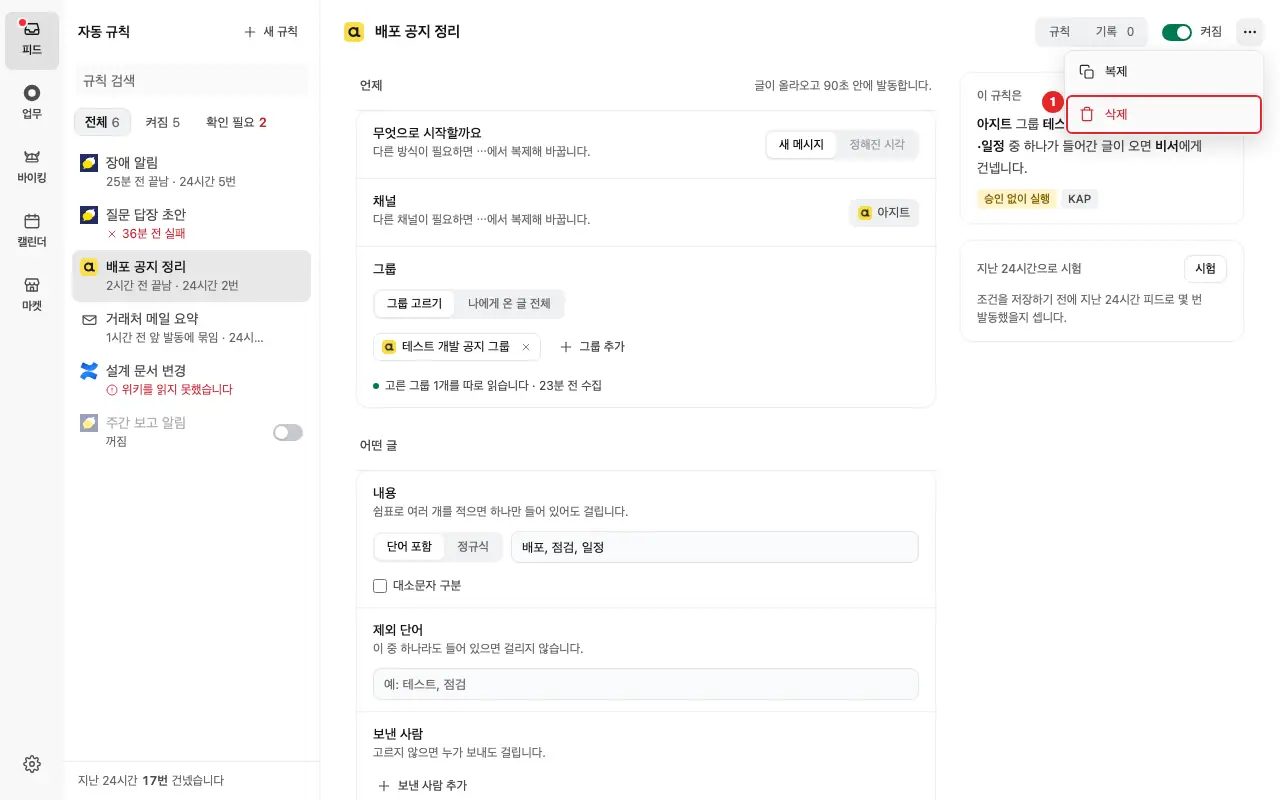 피드
업무
바이킹
캘린더
마켓
자동 규칙
새 규칙
규칙 검색
전체 6
켜짐 5
확인 필요 2
장애 알림
25분 전 끝남 · 24시간 5번
질문 답장 초안
36분 전 실패
배포 공지 정리
2시간 전 끝남 · 24시간 2번
거래처 메일 요약
1시간 전 앞 발동에 묶임 · 24시...
설계 문서 변경
위키를 읽지 못했습니다
주간 보고 알림
꺼짐
지난 24시간 17번 건넸습니다
배포 공지 정리
규칙
기록 0
켜짐
복제
1
삭제
언제
글이 올라오고 90초 안에 발동합니다.
무엇으로 시작할까요
다른 방식이 필요하면 ⋯에서 복제해 바꿉니다.
새 메시지
정해진 시각
채널
다른 채널이 필요하면 ⋯에서 복제해 바꿉니다.
아지트
그룹
그룹 고르기
나에게 온 글 전체
테스트 개발 공지 그룹
그룹 추가
고른 그룹 1개를 따로 읽습니다 · 23분 전 수집
어떤 글
내용
쉼표로 여러 개를 적으면 하나만 들어 있어도 걸립니다.
단어 포함
정규식
배포, 점검, 일정
대소문자 구분
제외 단어
이 중 하나라도 들어 있으면 걸리지 않습니다.
예: 테스트, 점검
보낸 사람
고르지 않으면 누가 보내도 걸립니다.
보낸 사람 추가
이 규칙은
아지트 그룹
·일정 중 하나가 들어간 글이 오면 비서에게
건넵니다.
승인 없이 실행
KAP
지난 24시간으로 시험
시험
조건을 저장하기 전에 지난 24시간 피드로 몇 번
발동했을지 셉니다.